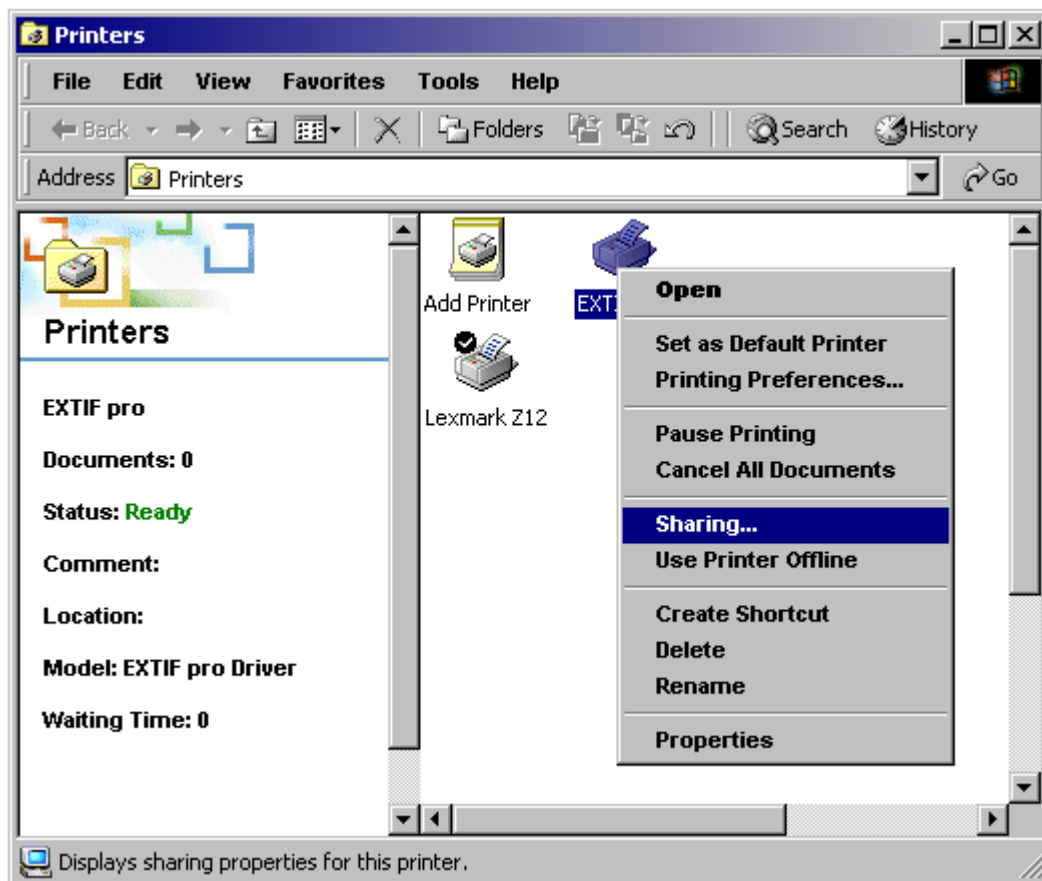 Printers
File Edit View Favorites Tools Help
Back Folders Search History
Address Printers Go
Printers
EXTIF pro
Documents: 0
Status: Ready
Comment:
Location:
Model: EXTIF pro Driver
Waiting Time: 0
Add Printer
Lexmark Z12
Open
Set as Default Printer
Printing Preferences...
Pause Printing
Cancel All Documents
Sharing...
Use Printer Offline
Create Shortcut
Delete
Rename
Properties
Displays sharing properties for this printer.